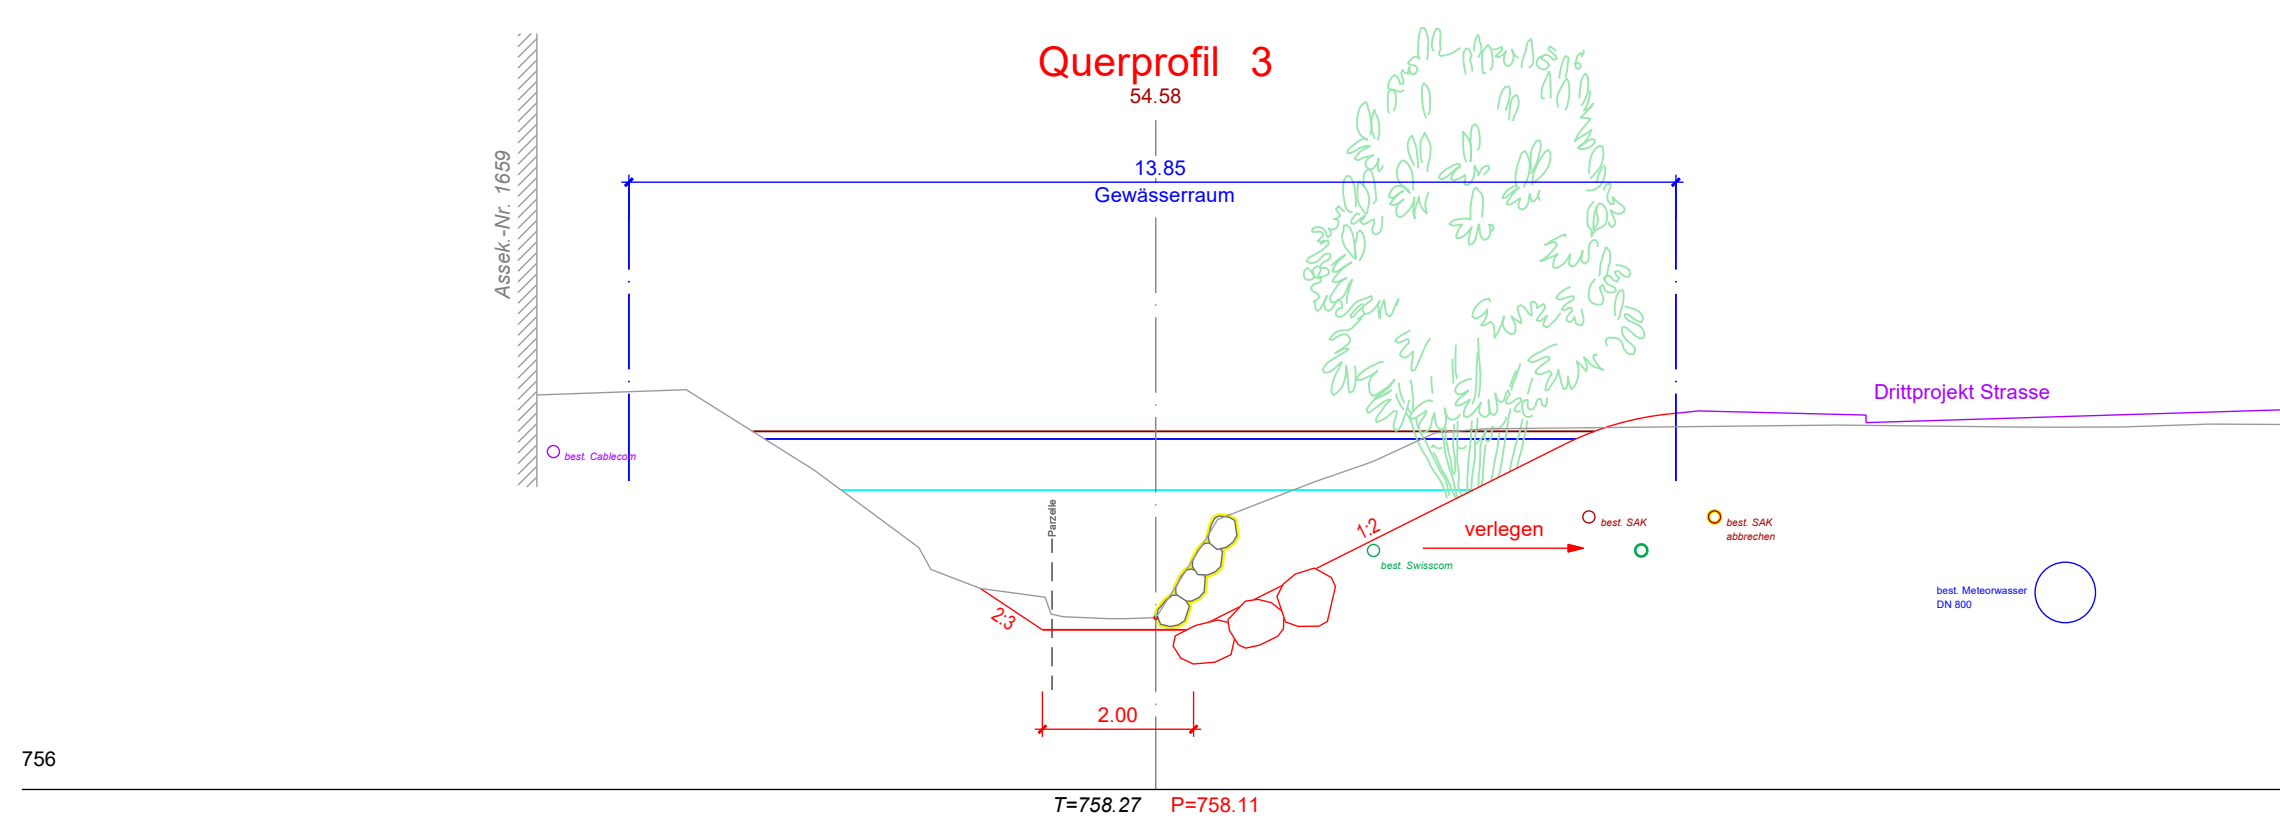 Querprofil 3
54.58
13.85
Gewässerraum
Assek.-Nr. 1659
Drittprojekt Strasse
best. Cablecom
Parzelle
1:2
verlegen
best. SAK
best. SAK
abbrechen
best. Swisscom
best. Meteorwasser
DN 800
2:3
2.00
756
T=758.27 P=758.11